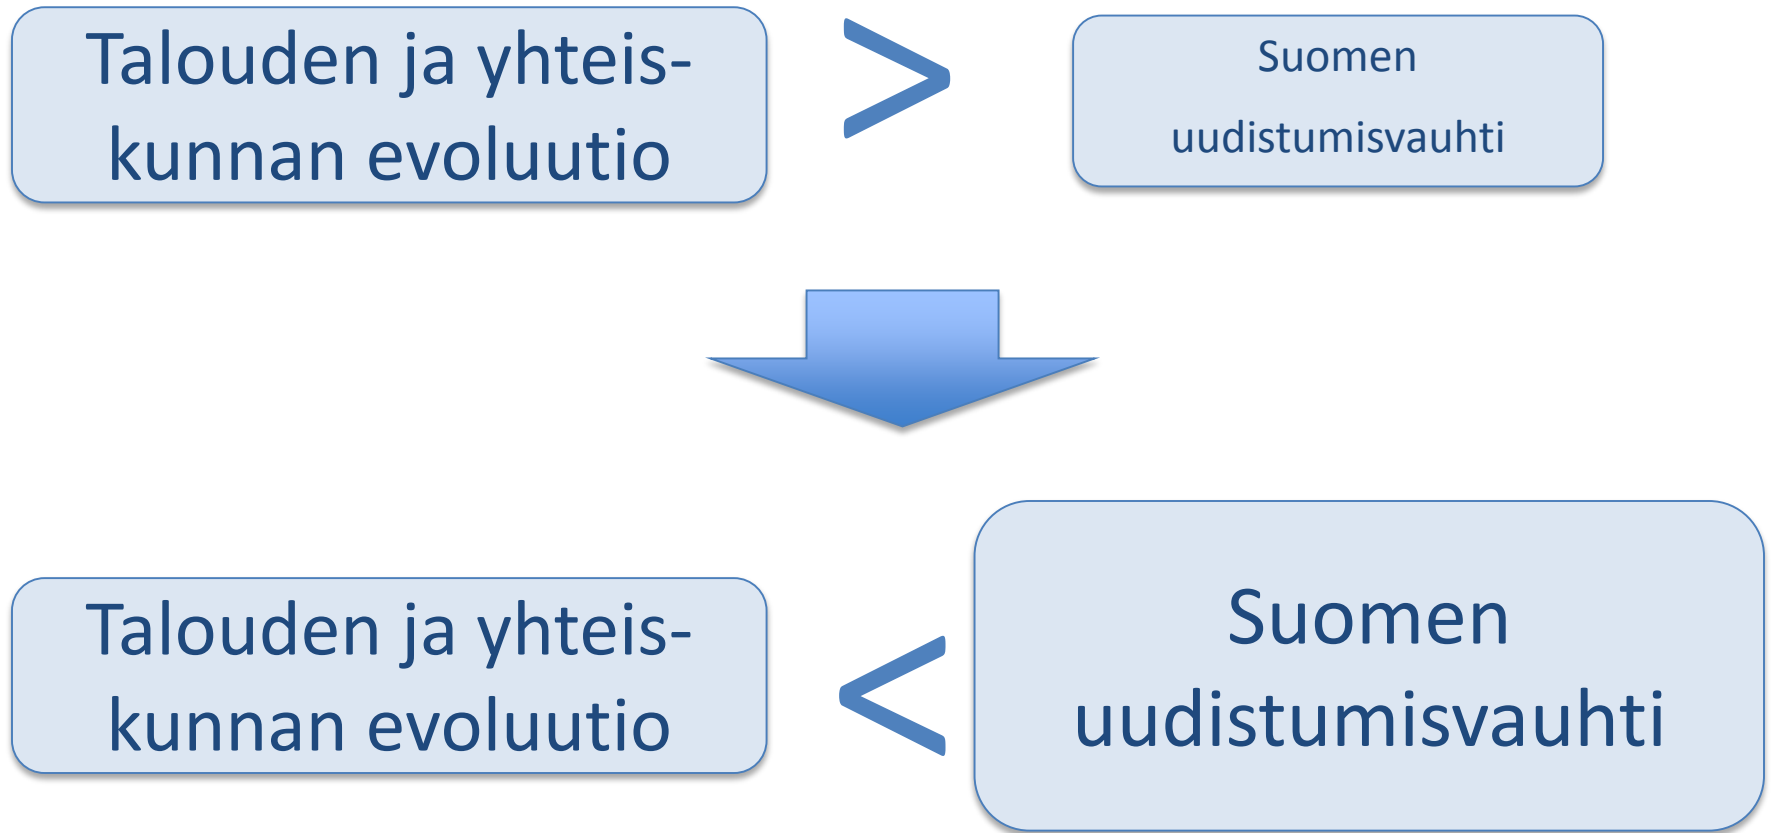 Talouden ja yhteis-
kunnan evoluutio
>
Suomen
uudistumisvauhti
Talouden ja yhteis-
kunnan evoluutio
<
Suomen
uudistumisvauhti